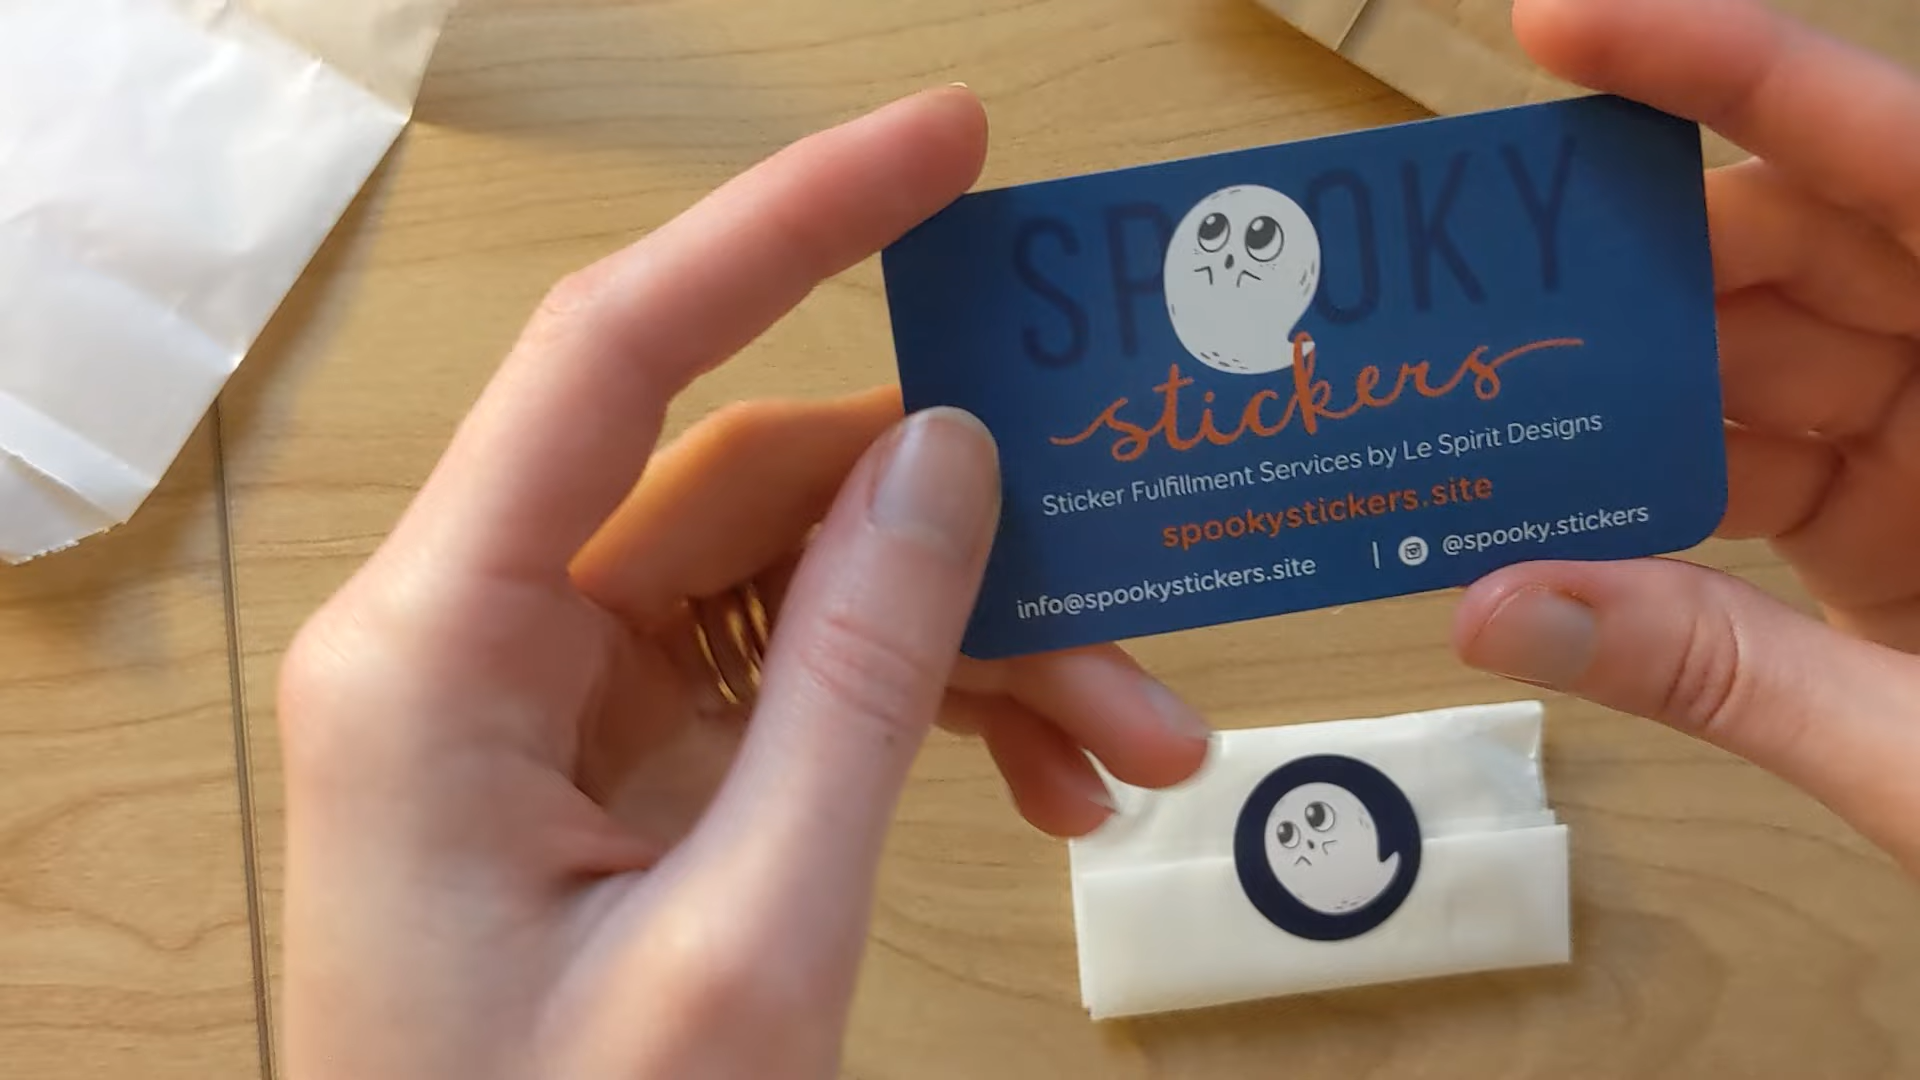 SPOOKY
stickers
Sticker Fulfillment Services by Le Spirit Designs
spookystickers.site
info@spookystickers.site | @spooky.stickers